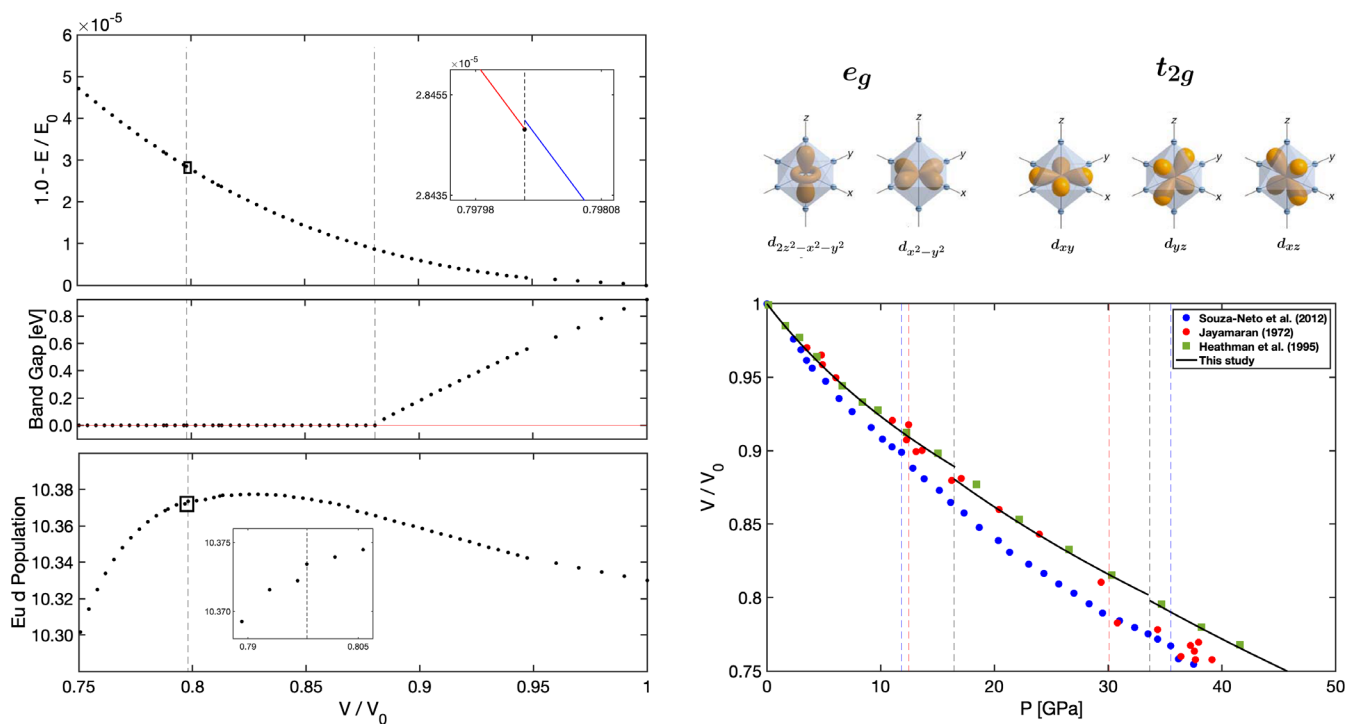 ×10⁻⁵
6
5
4
3
2
1
0
1.0 - E / E₀
×10⁻⁵
2.8455
2.8435
0.79798
0.79808
0.8
0.6
0.4
0.2
0.0
Band Gap [eV]
10.38
10.36
10.34
10.32
10.30
Eu d Population
10.375
10.370
0.79
0.805
0.75 0.8 0.85 0.9 0.95 1
V / V₀
e_g t_{2g}
z z z z z
y y y y y
x x x x x
d_{2z²−x²−y²} d_{x²−y²} d_{xy} d_{yz} d_{xz}
1
0.95
0.9
0.85
0.8
0.75
V / V₀
Souza-Neto et al. (2012)
Jayamaran (1972)
Heathman et al. (1995)
This study
0 10 20 30 40 50
P [GPa]